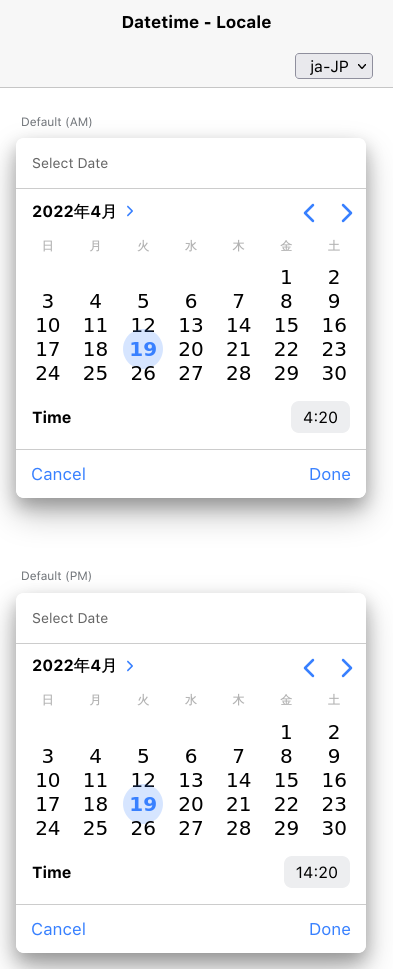 Datetime - Locale
ja-JP
Default (AM)
Select Date
2022年4月
日 月 火 水 木 金 土
1 2
3 4 5 6 7 8 9
10 11 12 13 14 15 16
17 18 19 20 21 22 23
24 25 26 27 28 29 30
Time 4:20
Cancel Done
Default (PM)
Select Date
2022年4月
日 月 火 水 木 金 土
1 2
3 4 5 6 7 8 9
10 11 12 13 14 15 16
17 18 19 20 21 22 23
24 25 26 27 28 29 30
Time 14:20
Cancel Done